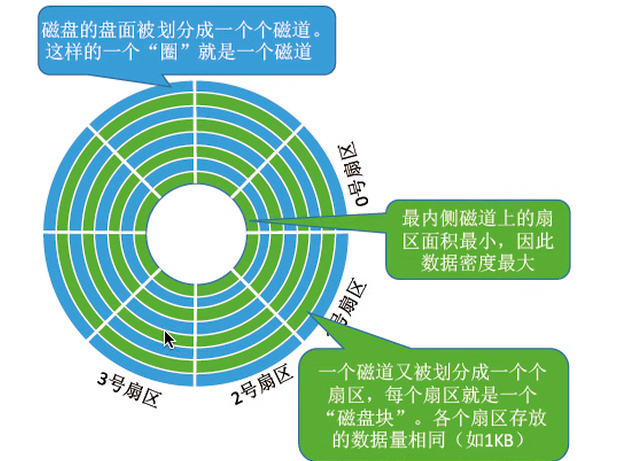 磁盘的盘面被划分成一个个磁道。
这样的一个“圈”就是一个磁道
0号扇区
最内侧磁道上的扇
区面积最小，因此
数据密度最大
号扇区
3号扇区
2号扇区
一个磁道又被划分成一个个
扇区，每个扇区就是一个
“磁盘块”。各个扇区存放
的数据量相同（如1KB）